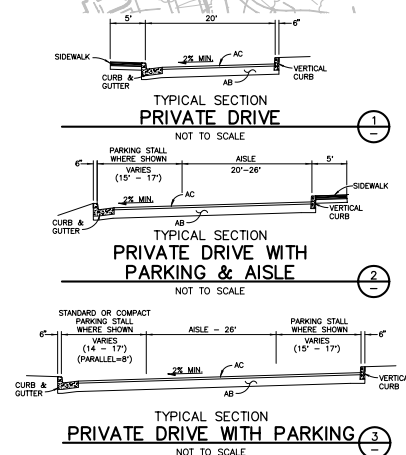 5' 20' 6"
SIDEWALK
2% MIN. AC
CURB &
GUTTER
AB
VERTICAL
CURB
TYPICAL SECTION
PRIVATE DRIVE
NOT TO SCALE
1
–
PARKING STALL
WHERE SHOWN
6" VARIES
(15' - 17')
AISLE
20'-26'
5'
SIDEWALK
2% MIN. AC
CURB &
GUTTER
AB
VERTICAL
CURB
TYPICAL SECTION
PRIVATE DRIVE WITH
PARKING & AISLE
NOT TO SCALE
2
–
STANDARD OR COMPACT
PARKING STALL
WHERE SHOWN
6" VARIES
(14 - 17')
(PARALLEL=8')
AISLE - 26'
PARKING STALL
WHERE SHOWN
VARIES
(15' - 17')
6"
2% MIN. AC
CURB &
GUTTER
AB
VERTICA
CURB
TYPICAL SECTION
PRIVATE DRIVE WITH PARKING
NOT TO SCALE
3
–